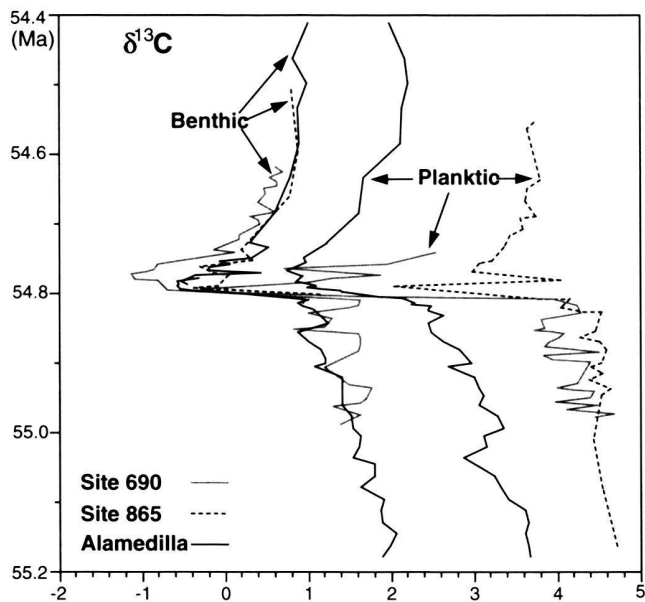 54.4
(Ma)
δ13C
Benthic
54.6
Planktic
54.8
55.0
Site 690
Site 865
Alamedilla
55.2
-2 -1 0 1 2 3 4 5